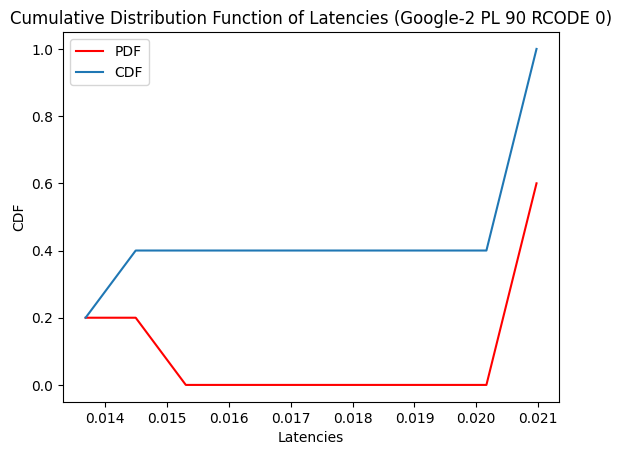 Cumulative Distribution Function of Latencies (Google-2 PL 90 RCODE 0)
PDF
CDF
1.0
0.8
0.6
0.4
0.2
0.0
CDF
0.014 0.015 0.016 0.017 0.018 0.019 0.020 0.021
Latencies